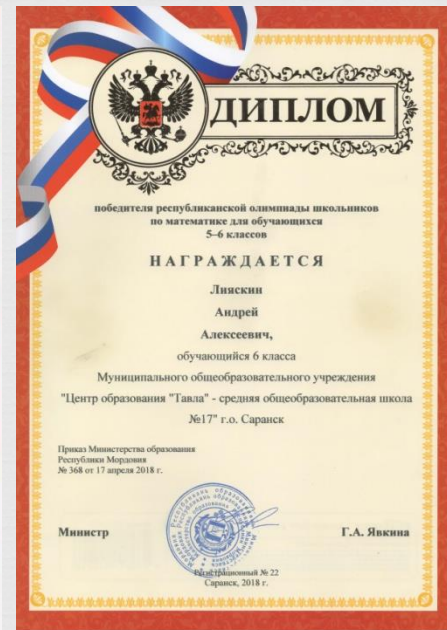 ДИПЛОМ
победителя республиканской олимпиады школьников
по математике для обучающихся
5–6 классов
НАГРАЖДАЕТСЯ
Лияскин
Андрей
Алексеевич,
обучающийся 6 класса
Муниципального общеобразовательного учреждения
"Центр образования "Тавла" - средняя общеобразовательная школа
№17" г.о. Саранск
Приказ Министерства образования
Республики Мордовия
№ 368 от 17 апреля 2018 г.
Министр Г.А. Явкина
Регистрационный № 22
Саранск, 2018 г.